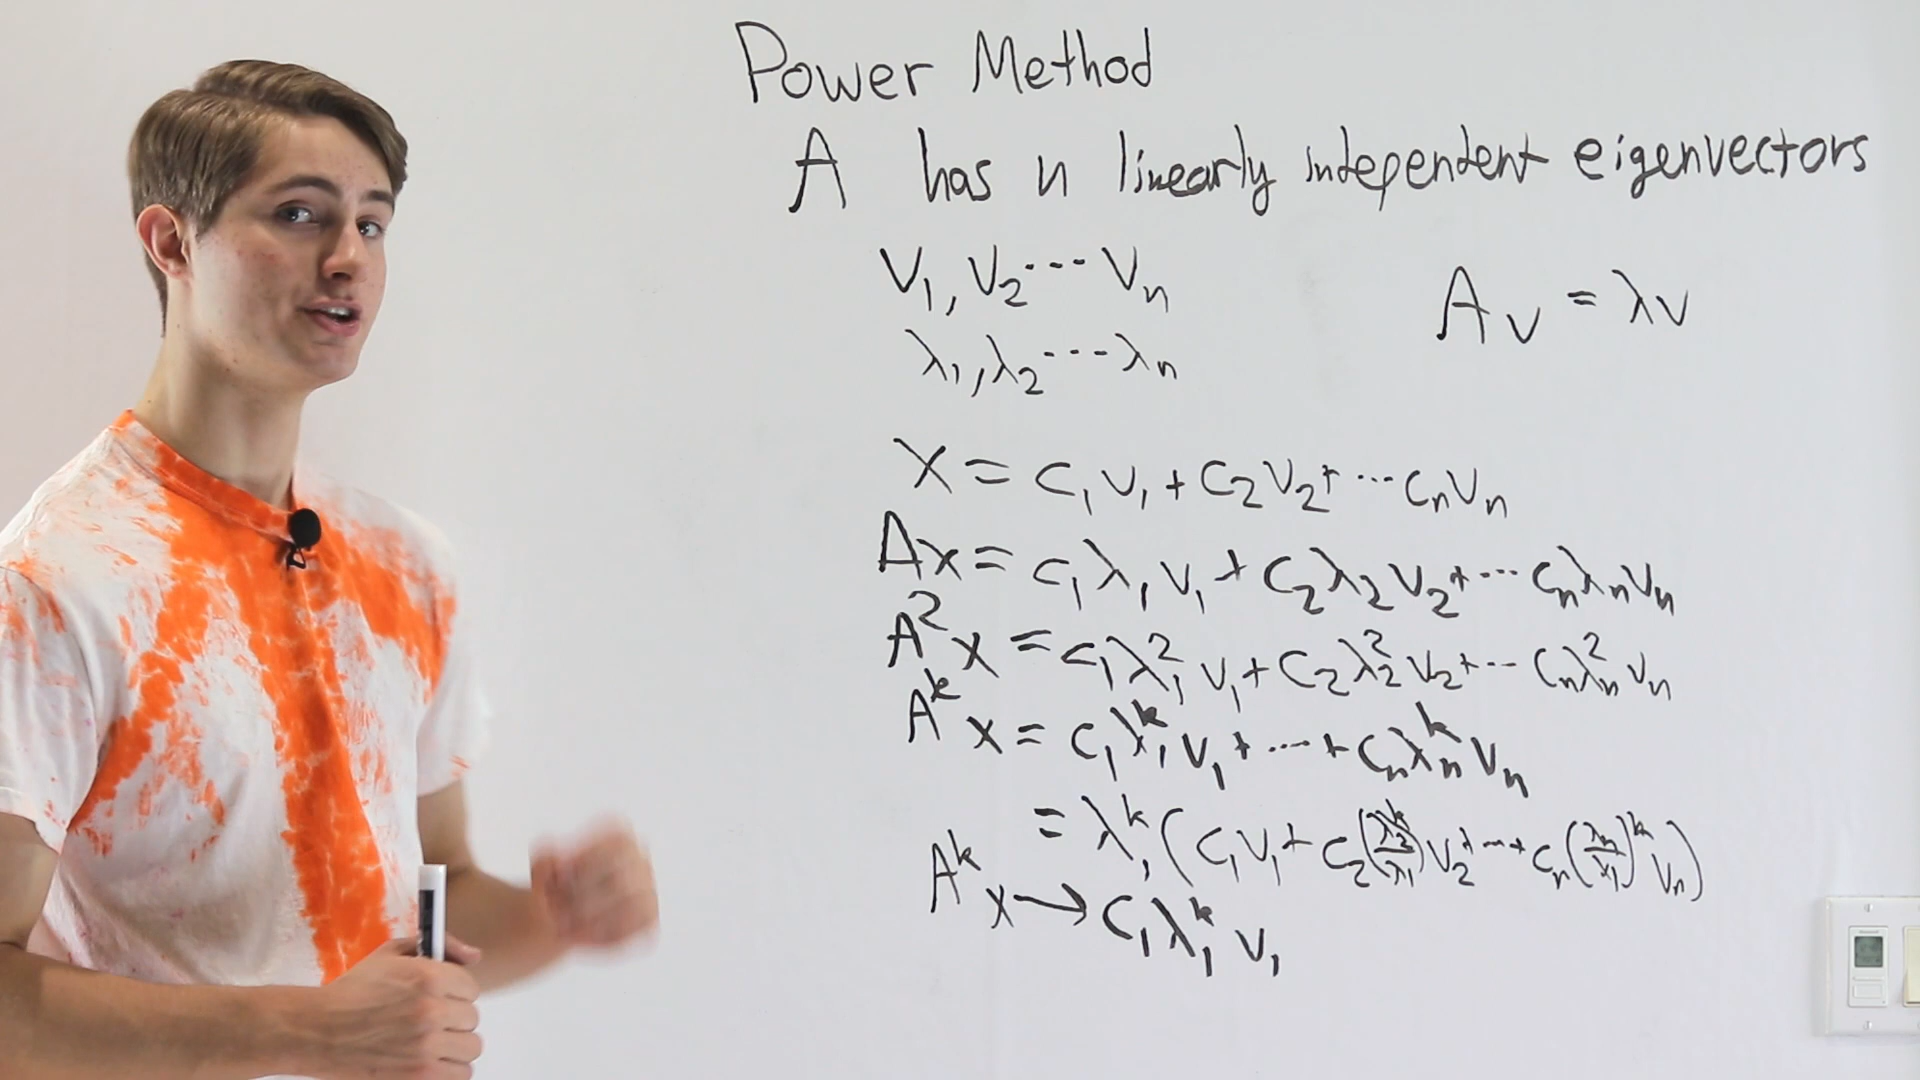 Power Method
A has n linearly independent eigenvectors
v₁, v₂ ··· vₙ
Av = λv
λ₁, λ₂ ··· λₙ
x = c₁v₁ + c₂v₂ + ··· cₙvₙ
Ax = c₁λ₁v₁ + c₂λ₂v₂ + ··· cₙλₙvₙ
A²x = c₁λ₁²v₁ + c₂λ₂²v₂ + ··· cₙλₙ²vₙ
Aᵏx = c₁λ₁ᵏv₁ + ··· + cₙλₙᵏvₙ
= λ₁ᵏ(c₁v₁ + c₂(λ₂/λ₁)ᵏv₂ + ··· + cₙ(λₙ/λ₁)ᵏvₙ)
Aᵏx → c₁λ₁ᵏv₁